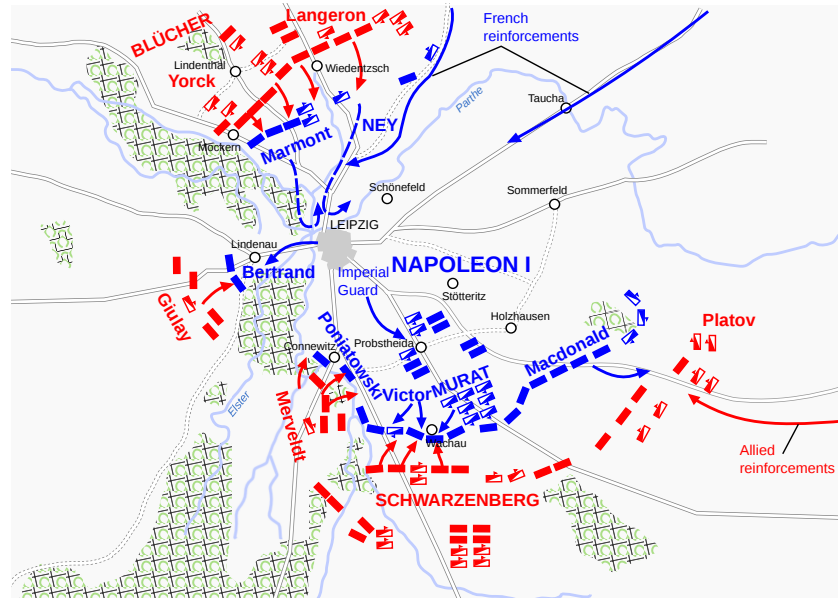 Langeron
French
reinforcements
BLÜCHER
Lindenthal
Yorck
Wiedentzsch
Parthe
Taucha
NEY
Möckern
Marmont
Schönefeld
Sommerfeld
LEIPZIG
Lindenau
Bertrand
Imperial
Guard
NAPOLEON I
Stötteritz
Giulay
Holzhausen
Platov
Poniatowski
Connewitz
Probstheida
Macdonald
Victor
MURAT
Elster
Merveldt
Wachau
Allied
reinforcements
SCHWARZENBERG